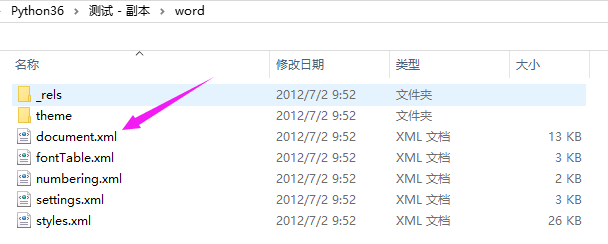 Python36 › 测试 - 副本 › word
名称 修改日期 类型 大小
_rels 2012/7/2 9:52 文件夹
theme 2012/7/2 9:52 文件夹
document.xml 2012/7/2 9:52 XML 文档 13 KB
fontTable.xml 2012/7/2 9:52 XML 文档 3 KB
numbering.xml 2012/7/2 9:52 XML 文档 2 KB
settings.xml 2012/7/2 9:52 XML 文档 3 KB
styles.xml 2012/7/2 9:52 XML 文档 26 KB